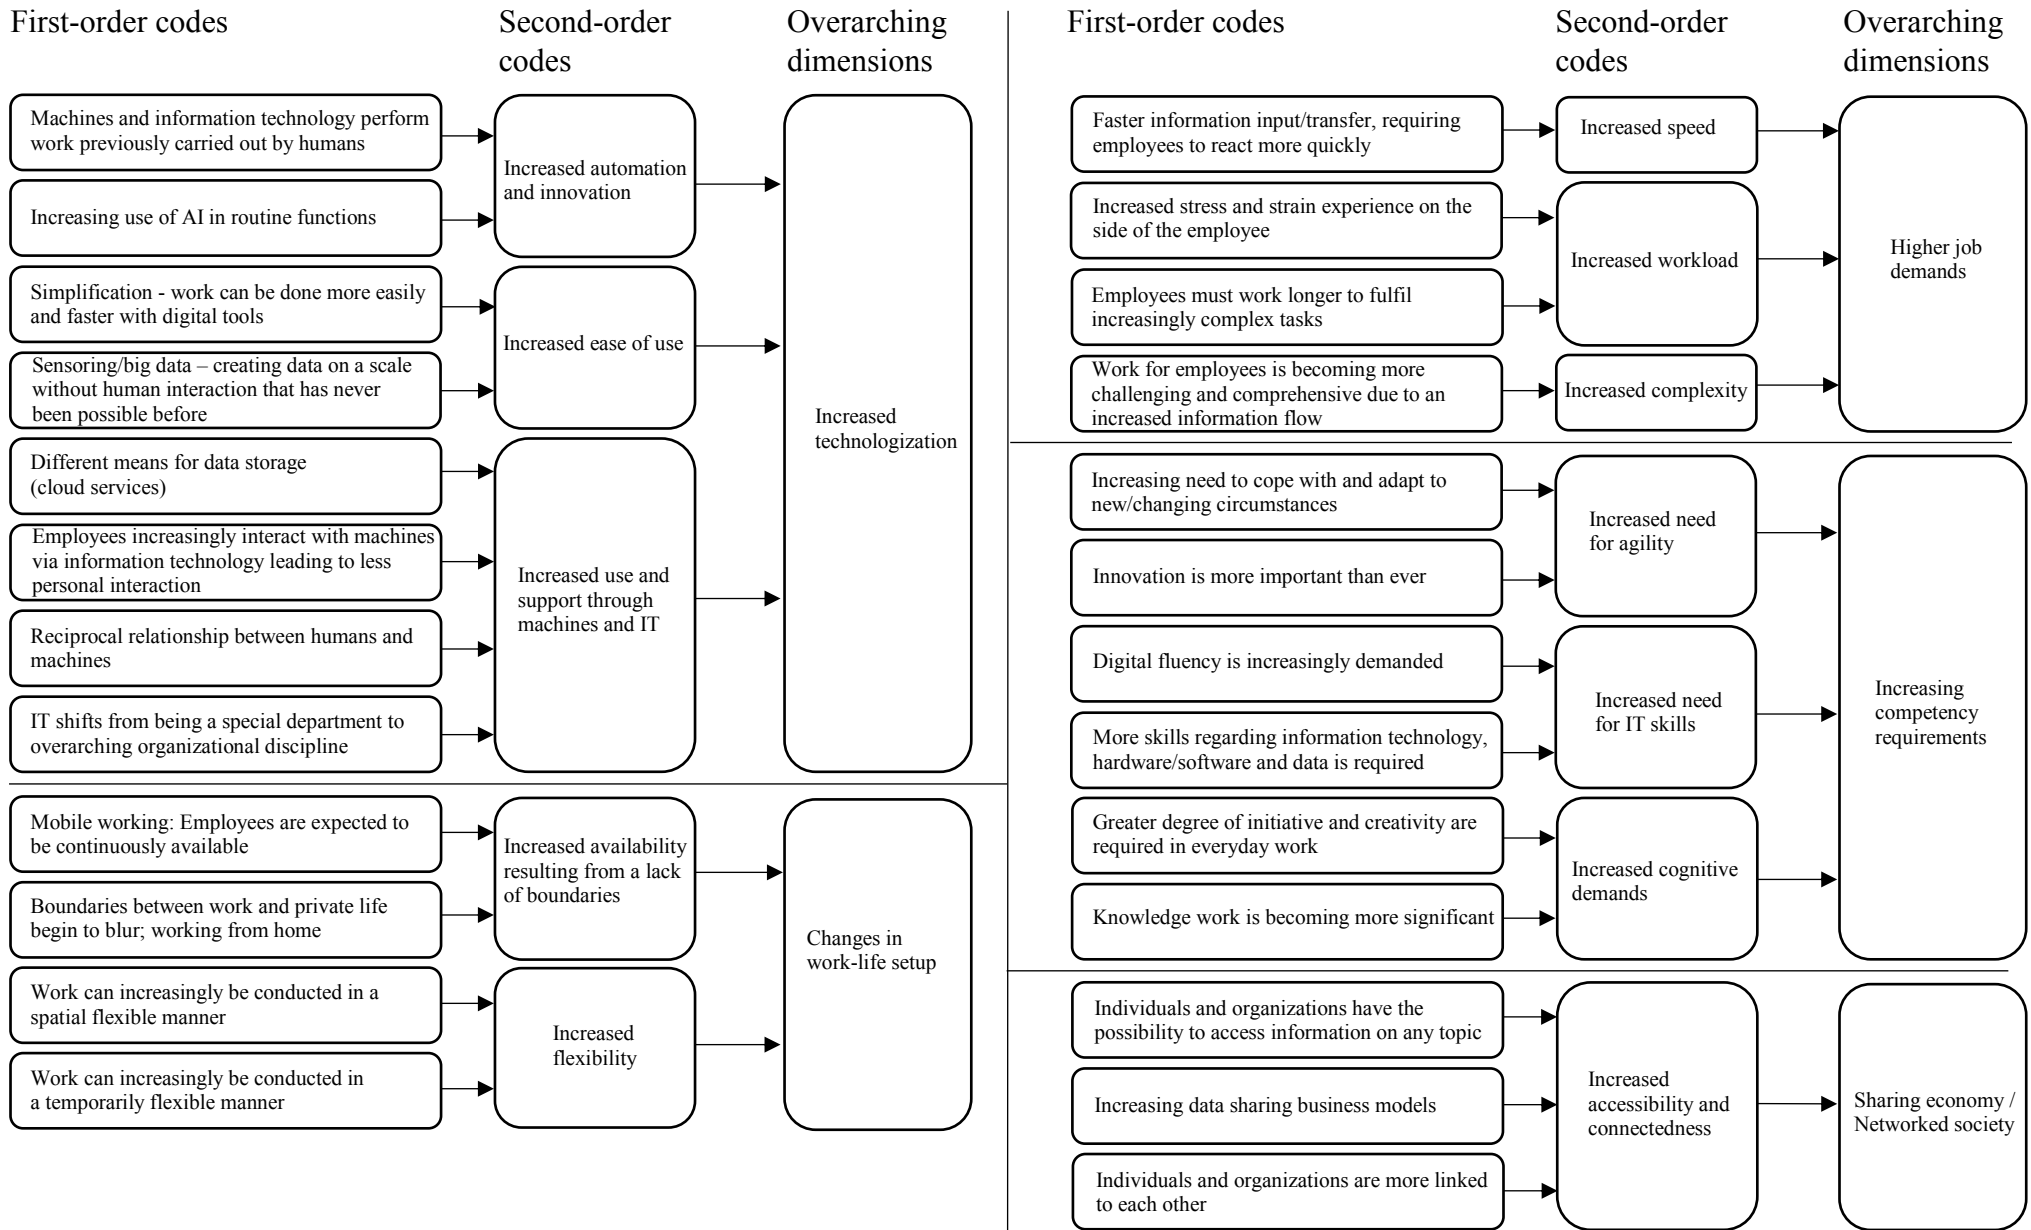 First-order codes
Second-order
codes
Overarching
dimensions
Machines and information technology perform
work previously carried out by humans
Increasing use of AI in routine functions
Increased automation
and innovation
Simplification - work can be done more easily
and faster with digital tools
Sensoring/big data – creating data on a scale
without human interaction that has never
been possible before
Increased ease of use
Different means for data storage
(cloud services)
Employees increasingly interact with machines
via information technology leading to less
personal interaction
Reciprocal relationship between humans and
machines
IT shifts from being a special department to
overarching organizational discipline
Increased use and
support through
machines and IT
Increased
technologization
Mobile working: Employees are expected to
be continuously available
Boundaries between work and private life
begin to blur; working from home
Increased availability
resulting from a lack
of boundaries
Work can increasingly be conducted in a
spatial flexible manner
Work can increasingly be conducted in
a temporarily flexible manner
Increased
flexibility
Changes in
work-life setup
First-order codes
Second-order
codes
Overarching
dimensions
Faster information input/transfer, requiring
employees to react more quickly
Increased speed
Increased stress and strain experience on the
side of the employee
Employees must work longer to fulfil
increasingly complex tasks
Increased workload
Work for employees is becoming more
challenging and comprehensive due to an
increased information flow
Increased complexity
Higher job
demands
Increasing need to cope with and adapt to
new/changing circumstances
Innovation is more important than ever
Increased need
for agility
Digital fluency is increasingly demanded
More skills regarding information technology,
hardware/software and data is required
Increased need
for IT skills
Greater degree of initiative and creativity are
required in everyday work
Knowledge work is becoming more significant
Increased cognitive
demands
Increasing
competency
requirements
Individuals and organizations have the
possibility to access information on any topic
Increasing data sharing business models
Individuals and organizations are more linked
to each other
Increased
accessibility and
connectedness
Sharing economy /
Networked society